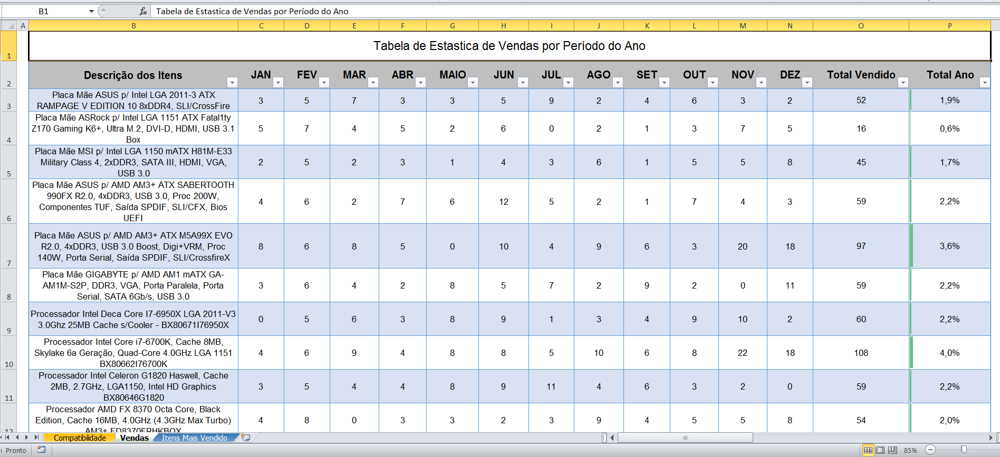 B1 fx Tabela de Estastica de Vendas por Período do Ano
A B C D E F G H I J K L M N O P
1 Tabela de Estastica de Vendas por Período do Ano
2 Descrição dos Itens JAN FEV MAR ABR MAIO JUN JUL AGO SET OUT NOV DEZ Total Vendido Total Ano
Placa Mãe ASUS p/ Intel LGA 2011-3 ATX
RAMPAGE V EDITION 10 8xDDR4, SLI/CrossFire
3 3 5 7 3 3 5 9 2 4 6 3 2 52 1,9%
Placa Mãe ASRock p/ Intel LGA 1151 ATX Fatal1ty
Z170 Gaming K6+, Ultra M.2, DVI-D, HDMI, USB 3.1
Box
4 5 7 4 5 2 6 0 2 1 3 7 5 16 0,6%
Placa Mãe MSI p/ Intel LGA 1150 mATX H81M-E33
Military Class 4, 2xDDR3, SATA III, HDMI, VGA,
USB 3.0
5 2 5 2 3 1 4 3 6 1 5 5 8 45 1,7%
Placa Mãe ASUS p/ AMD AM3+ ATX SABERTOOTH
990FX R2.0, 4xDDR3, USB 3.0, Proc 200W,
Componentes TUF, Saída SPDIF, SLI/CFX, Bios
UEFI
6 4 6 2 7 6 12 5 2 1 7 4 3 59 2,2%
Placa Mãe ASUS p/ AMD AM3+ ATX M5A99X EVO
R2.0, 4xDDR3, USB 3.0 Boost, Digi+VRM, Proc
140W, Porta Serial, Saída SPDIF, SLI/CrossfireX
7 8 6 8 5 0 10 4 9 6 3 20 18 97 3,6%
Placa Mãe GIGABYTE p/ AMD AM1 mATX GA-
AM1M-S2P, DDR3, VGA, Porta Paralela, Porta
Serial, SATA 6Gb/s, USB 3.0
8 3 6 4 2 8 5 7 2 9 2 0 11 59 2,2%
Processador Intel Deca Core I7-6950X LGA 2011-V3
3.0Ghz 25MB Cache s/Cooler - BX80671I76950X
9 0 5 6 3 8 9 1 3 4 9 10 2 60 2,2%
Processador Intel Core i7-6700K, Cache 8MB,
Skylake 6a Geração, Quad-Core 4.0GHz LGA 1151
BX80662I76700K
10 4 6 9 4 8 8 5 10 6 8 22 18 108 4,0%
Processador Intel Celeron G1820 Haswell, Cache
2MB, 2.7GHz, LGA1150, Intel HD Graphics
BX80646G1820
11 3 5 4 4 8 9 11 4 6 3 2 0 59 2,2%
Processador AMD FX 8370 Octa Core, Black
Edition, Cache 16MB, 4.0GHz (4.3GHz Max Turbo)
AM3+ FD8370FRHKBOX
12 4 8 0 3 3 2 3 9 4 5 5 8 54 2,0%
Compatibilidade Vendas Itens Mais Vendido
Pronto 85%